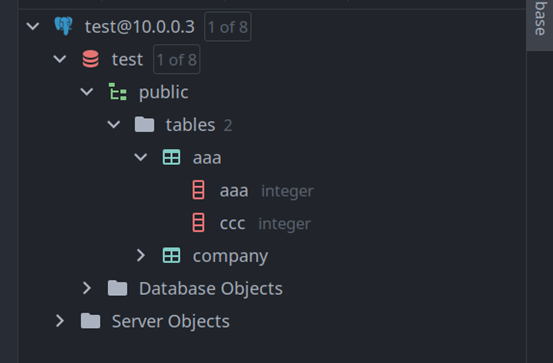 test@10.0.0.3 1 of 8
test 1 of 8
public
tables 2
aaa
aaa integer
ccc integer
company
Database Objects
Server Objects
base